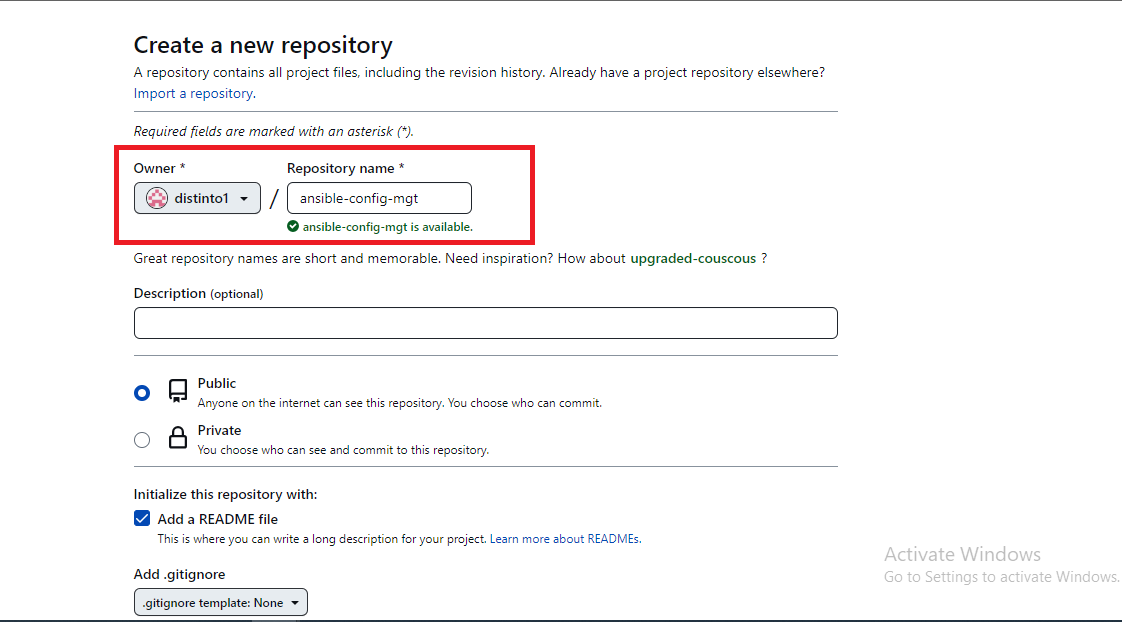 Create a new repository
A repository contains all project files, including the revision history. Already have a project repository elsewhere?
Import a repository.
Required fields are marked with an asterisk (*).
Owner * Repository name *
distinto1 / ansible-config-mgt
ansible-config-mgt is available.
Great repository names are short and memorable. Need inspiration? How about upgraded-couscous ?
Description (optional)
Public
Anyone on the internet can see this repository. You choose who can commit.
Private
You choose who can see and commit to this repository.
Initialize this repository with:
Add a README file
This is where you can write a long description for your project. Learn more about READMEs.
Add .gitignore
.gitignore template: None
Activate Windows
Go to Settings to activate Windows.